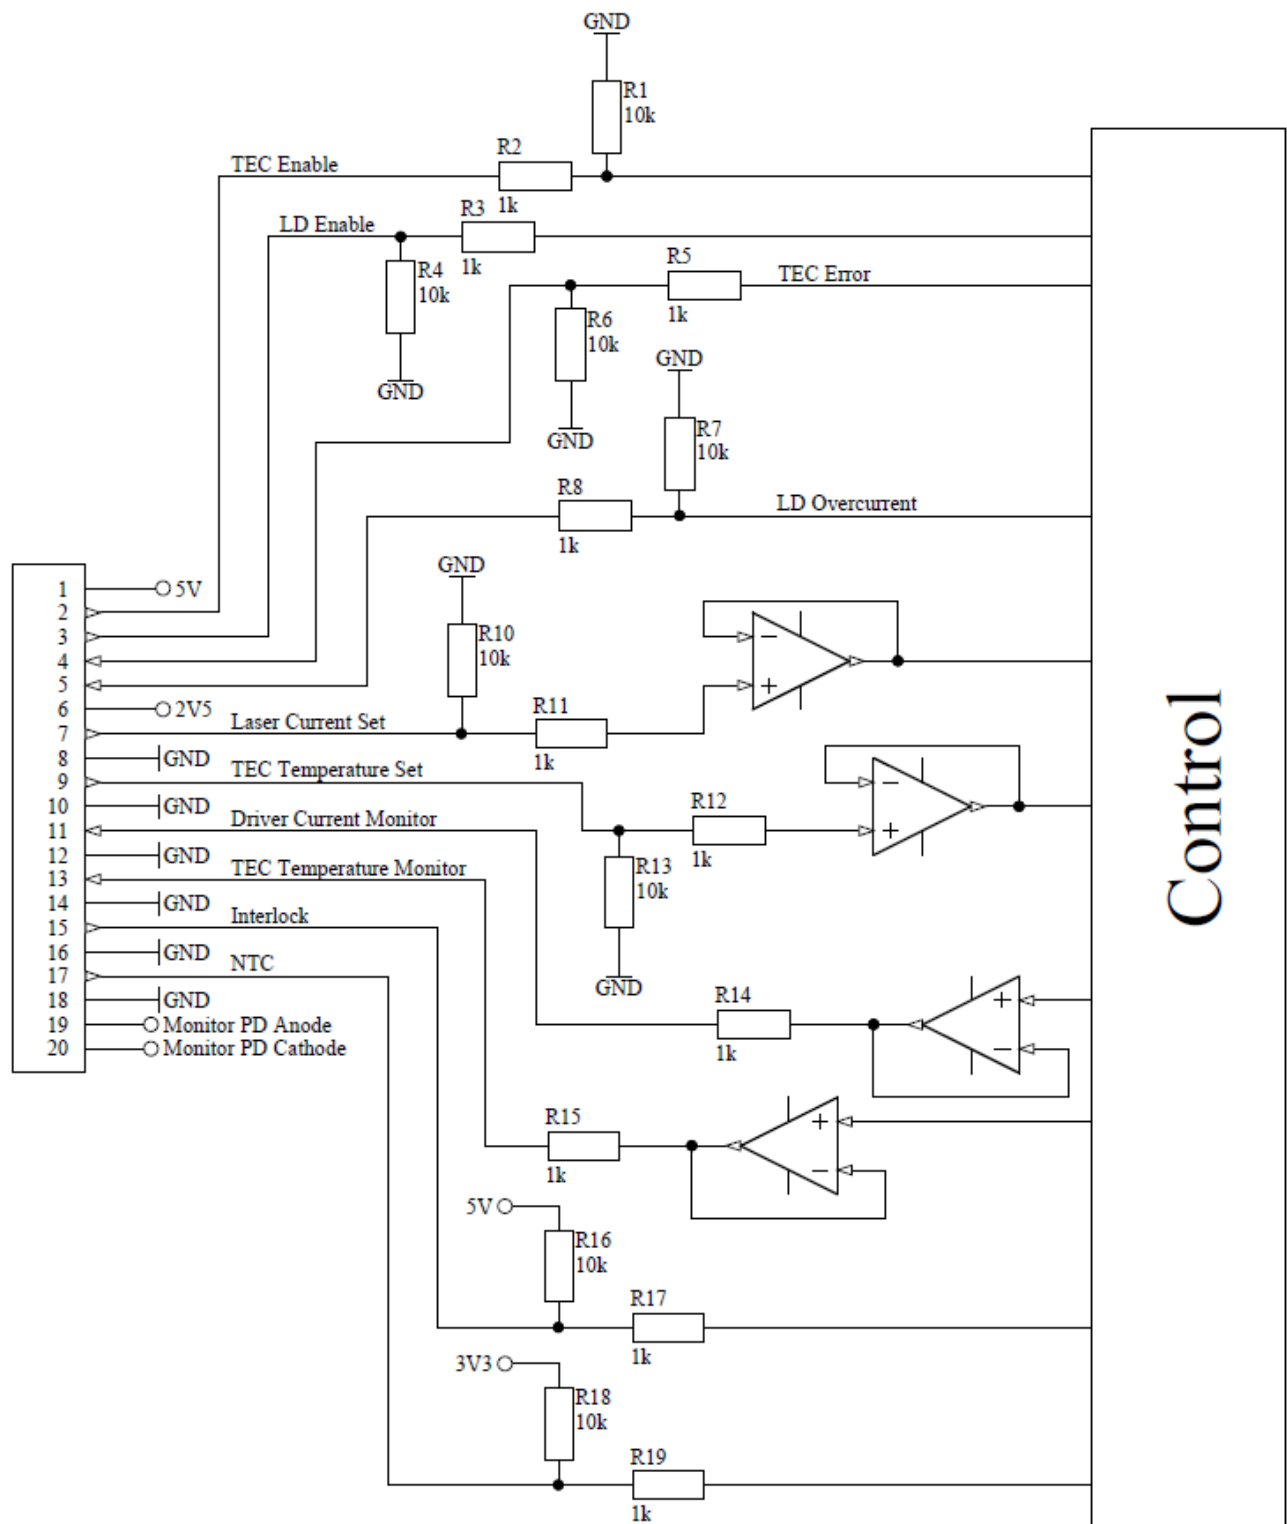 GND
R1
10k
R2
TEC Enable
1k
R3
LD Enable
1k
R4
10k
GND
R5
TEC Error
1k
R6
10k
GND
GND
R7
10k
R8
LD Overcurrent
1k
1
5V
2
3
4
5
6
2V5
7
Laser Current Set
8
GND
9
TEC Temperature Set
10
GND
11
Driver Current Monitor
12
GND
13
TEC Temperature Monitor
14
GND
15
Interlock
16
GND
17
NTC
18
GND
19
Monitor PD Anode
20
Monitor PD Cathode
GND
R10
10k
R11
1k
−
+
R12
1k
−
+
R13
10k
GND
R14
1k
+
−
R15
1k
+
−
5V
R16
10k
R17
1k
3V3
R18
10k
R19
1k
Control